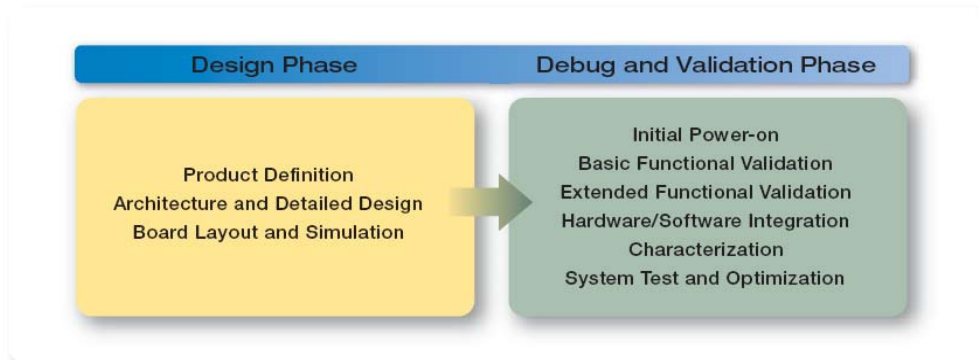 Design Phase
Debug and Validation Phase
Product Definition
Architecture and Detailed Design
Board Layout and Simulation
Initial Power-on
Basic Functional Validation
Extended Functional Validation
Hardware/Software Integration
Characterization
System Test and Optimization